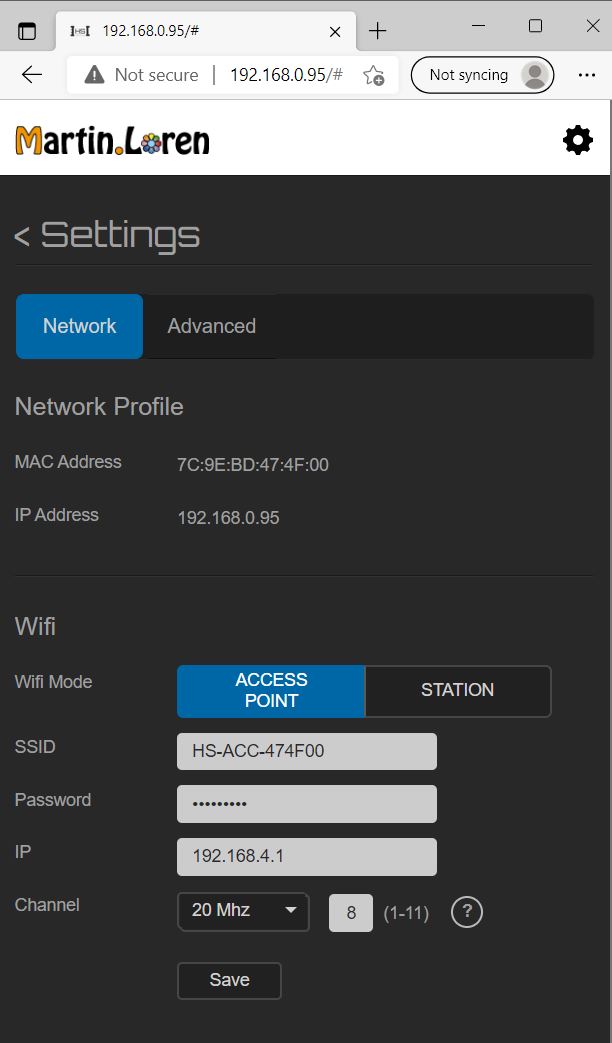 192.168.0.95/#
Not secure | 192.168.0.95/# Not syncing
Martin.Loren
< Settings
Network Advanced
Network Profile
MAC Address 7C:9E:BD:47:4F:00
IP Address 192.168.0.95
Wifi
Wifi Mode ACCESS POINT STATION
SSID HS-ACC-474F00
Password •••••••••
IP 192.168.4.1
Channel 20 Mhz 8 (1-11) ?
Save